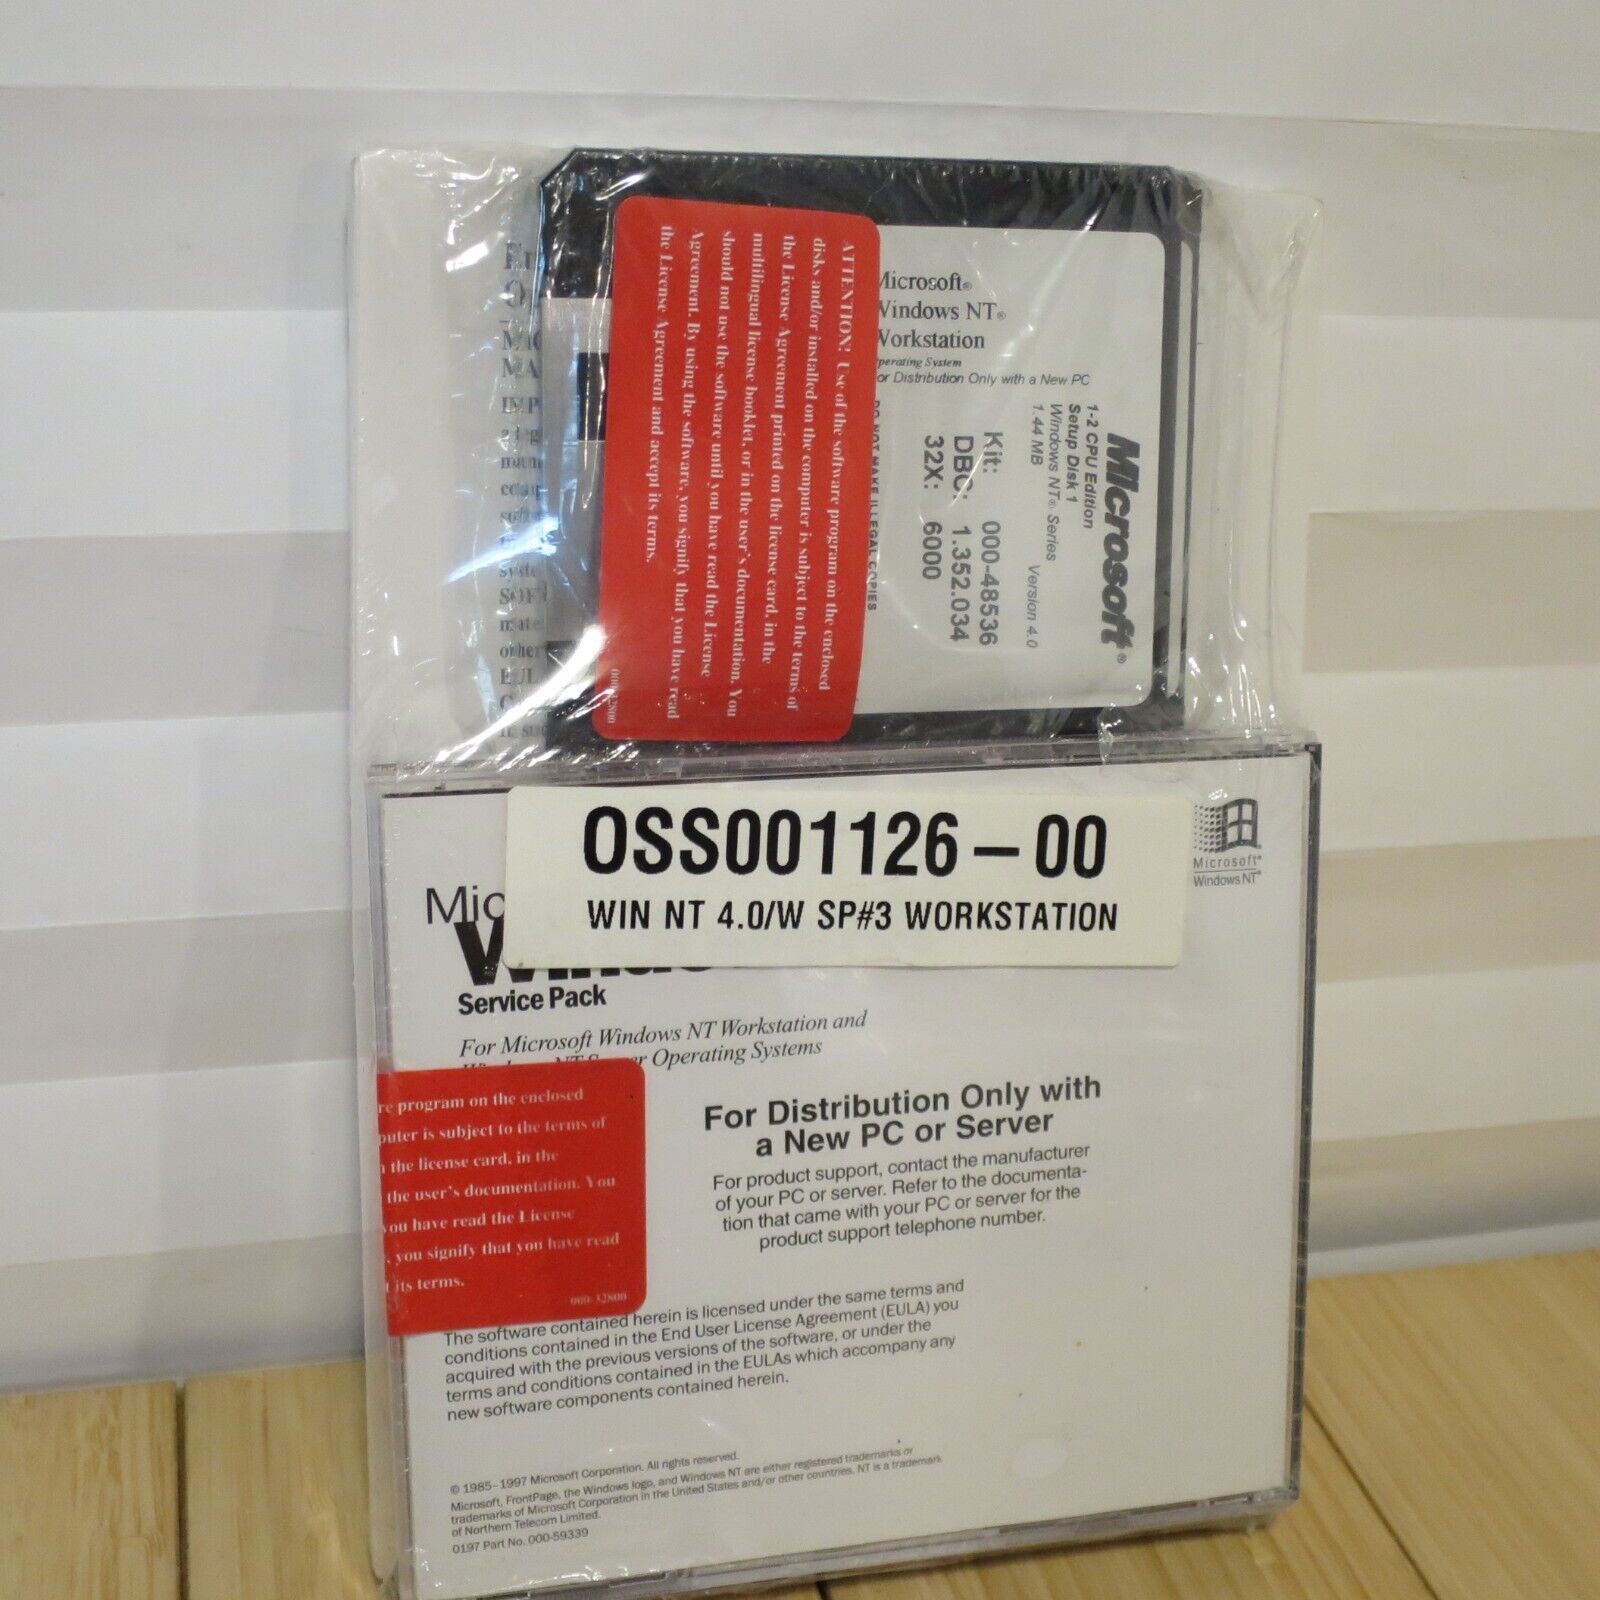 Microsoft®
Windows NT®
Workstation
Operating System
For Distribution Only with a New PC
DO NOT MAKE ILLEGAL COPIES
Microsoft®
1-2 CPU Edition
Setup Disk 1
Windows NT® Series Version 4.0
1.44 MB
Kit: 000-48536
DBC: 1.352.034
32X: 6000
ATTENTION! Use of the software program on the enclosed
disks and/or installed on the computer is subject to the terms of
the License Agreement printed on the license card, in the
multilingual license booklet, or in the user's documentation. You
should not use the software until you have read the License
Agreement. By using the software, you signify that you have read
the License Agreement and accept its terms.
000-32800
OSS001126-00
WIN NT 4.0/W SP#3 WORKSTATION
Microsoft®
Windows NT®
Mic
Service Pack
For Microsoft Windows NT Workstation and
Operating Systems
re program on the enclosed
puter is subject to the terms of
the license card, in the
the user's documentation. You
you have read the License
, you signify that you have read
its terms.
000-32800
For Distribution Only with
a New PC or Server
For product support, contact the manufacturer
of your PC or server. Refer to the documenta-
tion that came with your PC or server for the
product support telephone number.
The software contained herein is licensed under the same terms and
conditions contained in the End User License Agreement (EULA) you
acquired with the previous versions of the software, or under the
terms and conditions contained in the EULAs which accompany any
new software components contained herein.
© 1985-1997 Microsoft Corporation. All rights reserved.
Microsoft, FrontPage, the Windows logo, and Windows NT are either registered trademarks or
trademarks of Microsoft Corporation in the United States and/or other countries. NT is a trademark
of Northern Telecom Limited.
0197 Part No. 000-59339